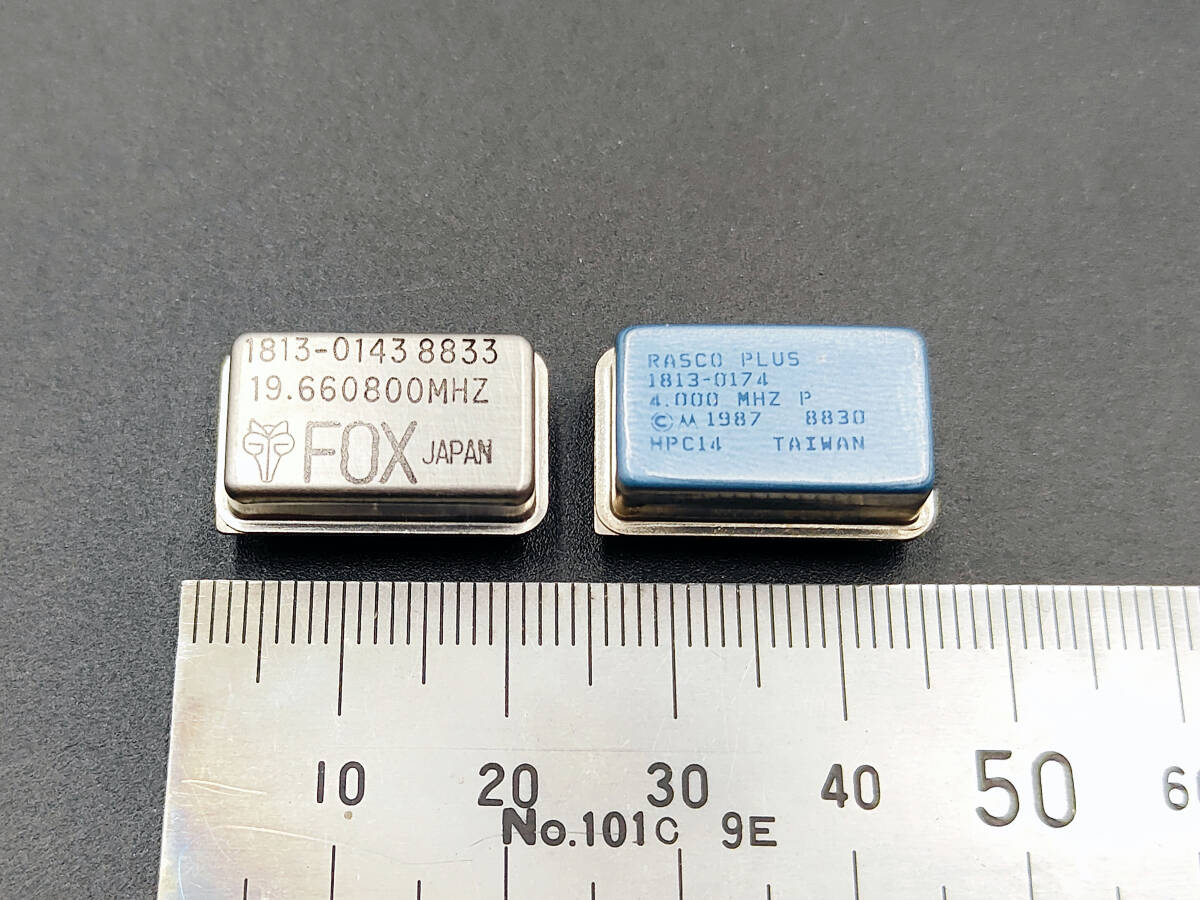 1813-0143 8833
19.660800MHZ
FOX JAPAN
RASCO PLUS
1813-0174
4.000 MHZ P
© M 1987 8830
HPC14 TAIWAN
10 20 30 40 50 60
No.101C 9E